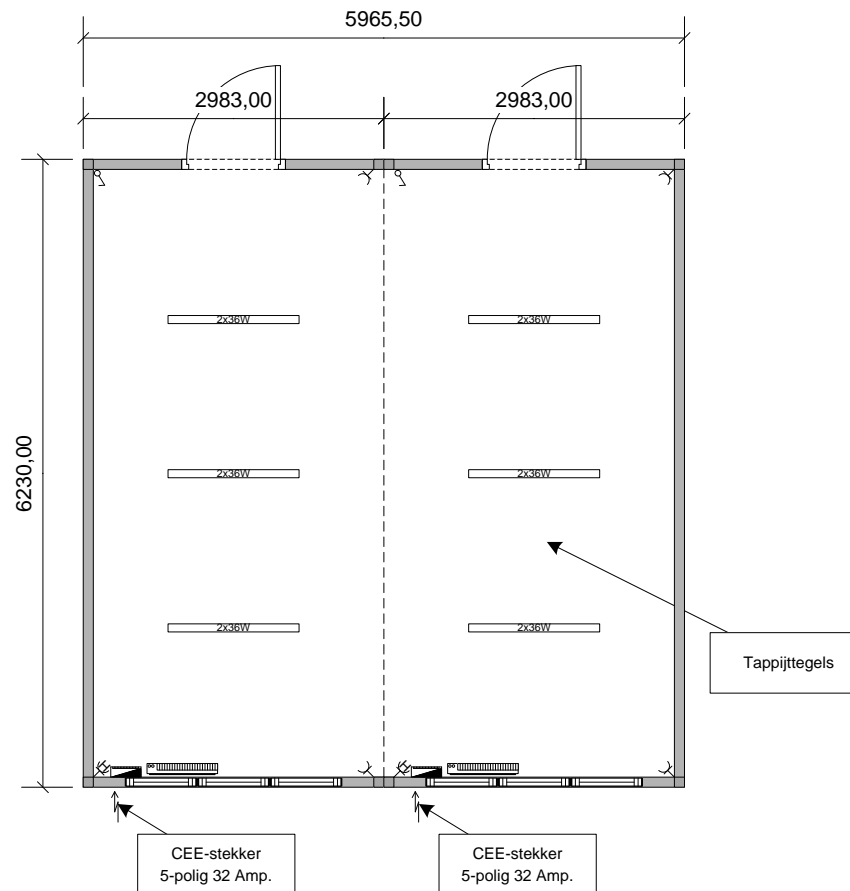 5965,50
2983,00
2983,00
6230,00
2x36W
2x36W
2x36W
2x36W
2x36W
2x36W
Tappijttegels
CEE-stekker
5-polig 32 Amp.
CEE-stekker
5-polig 32 Amp.